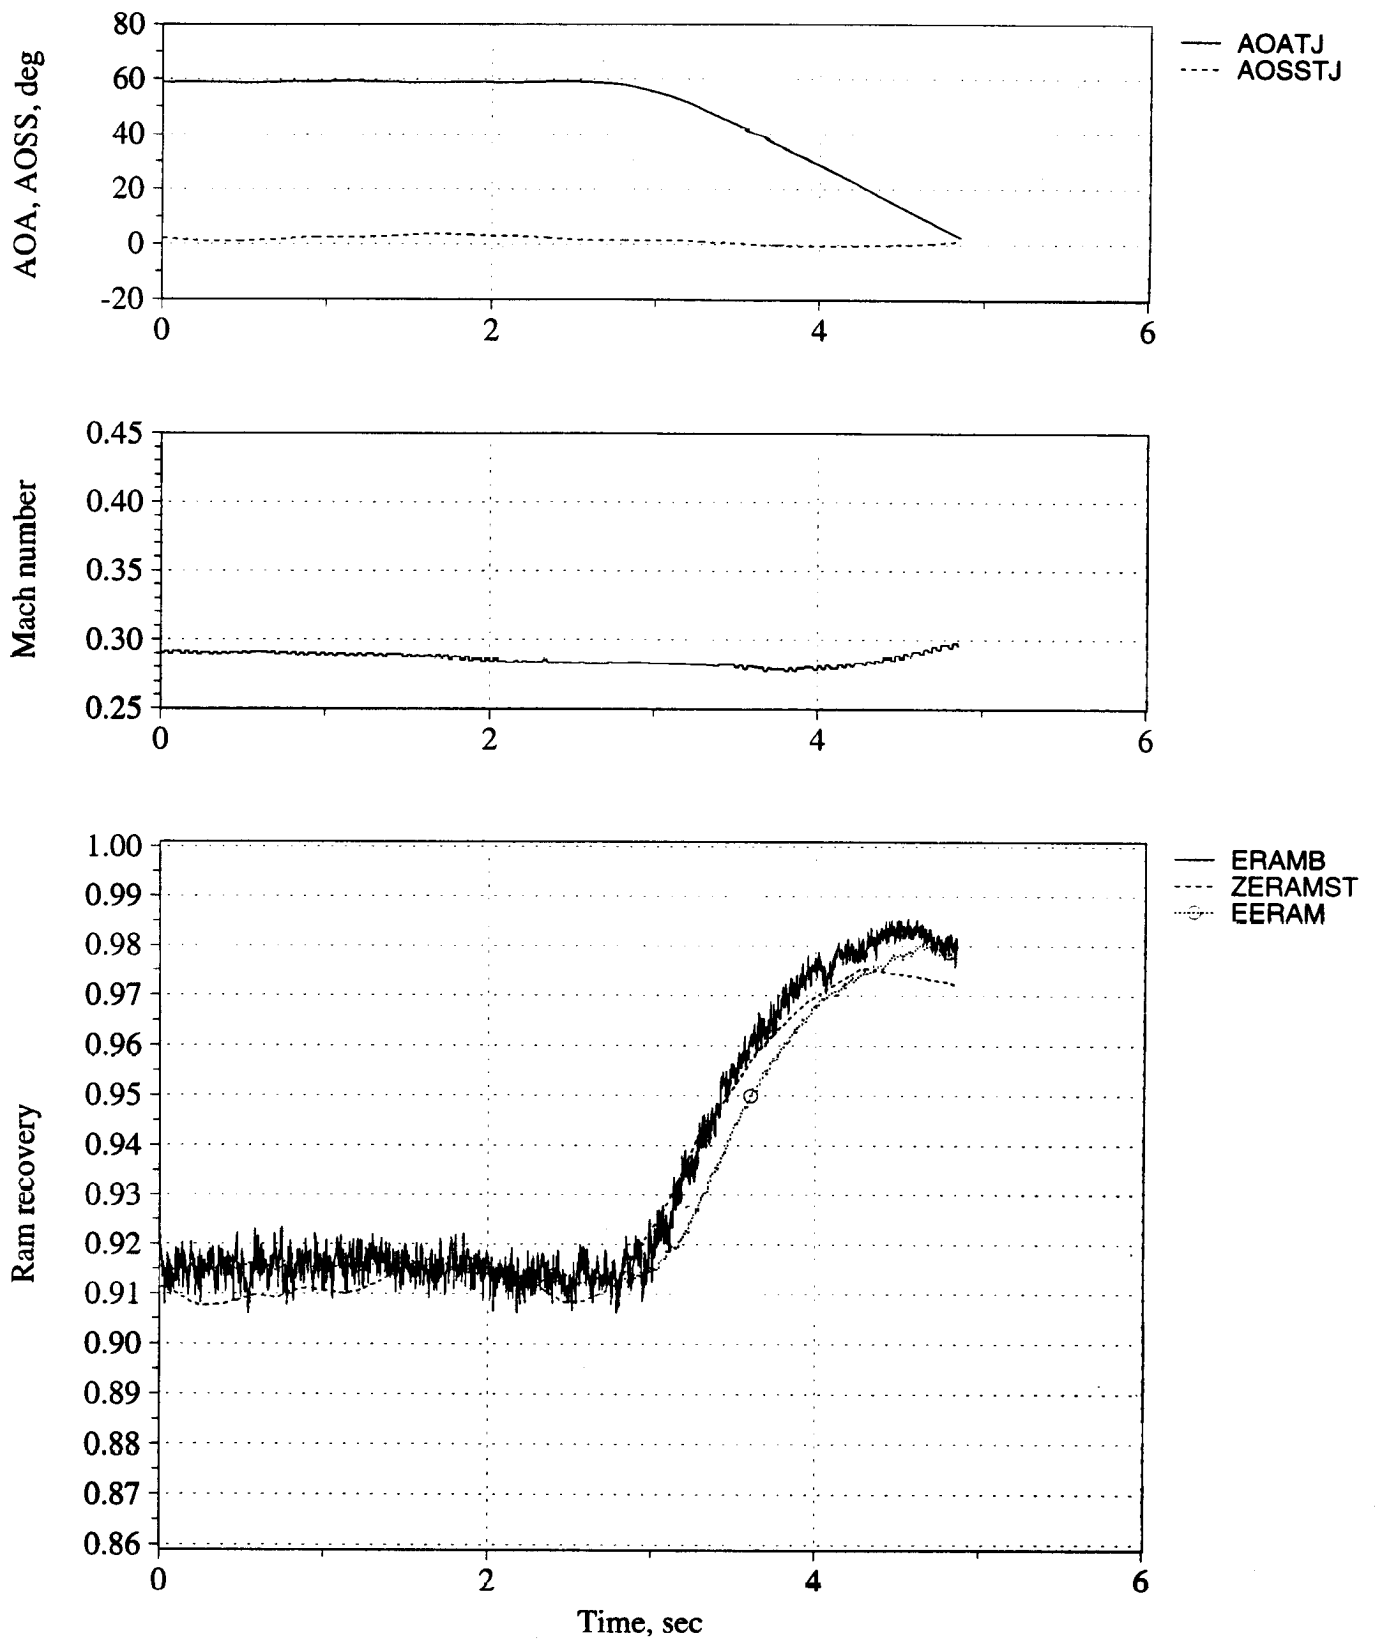 80
60
40
20
0
-20
AOA, AOSS, deg
0 2 4 6
AOATJ
AOSSTJ
0.45
0.40
0.35
0.30
0.25
Mach number
0 2 4 6
1.00
0.99
0.98
0.97
0.96
0.95
0.94
0.93
0.92
0.91
0.90
0.89
0.88
0.87
0.86
Ram recovery
ERAMB
ZERAMST
EERAM
0 2 4 6
Time, sec